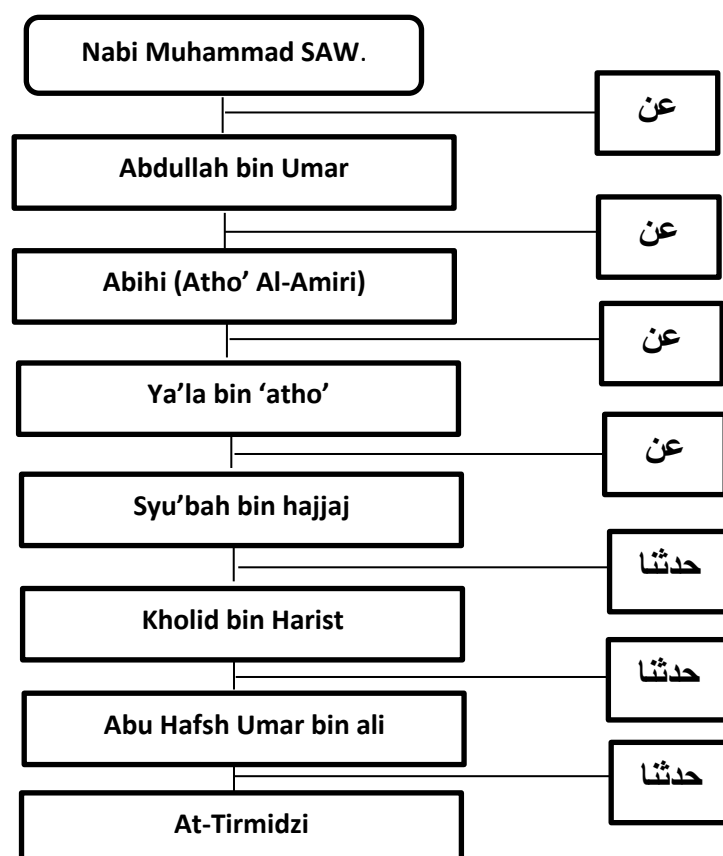 Nabi Muhammad SAW.
عن
Abdullah bin Umar
عن
Abihi (Atho’ Al-Amiri)
عن
Ya’la bin ‘atho’
عن
Syu’bah bin hajjaj
حدثنا
Kholid bin Harist
حدثنا
Abu Hafsh Umar bin ali
حدثنا
At-Tirmidzi